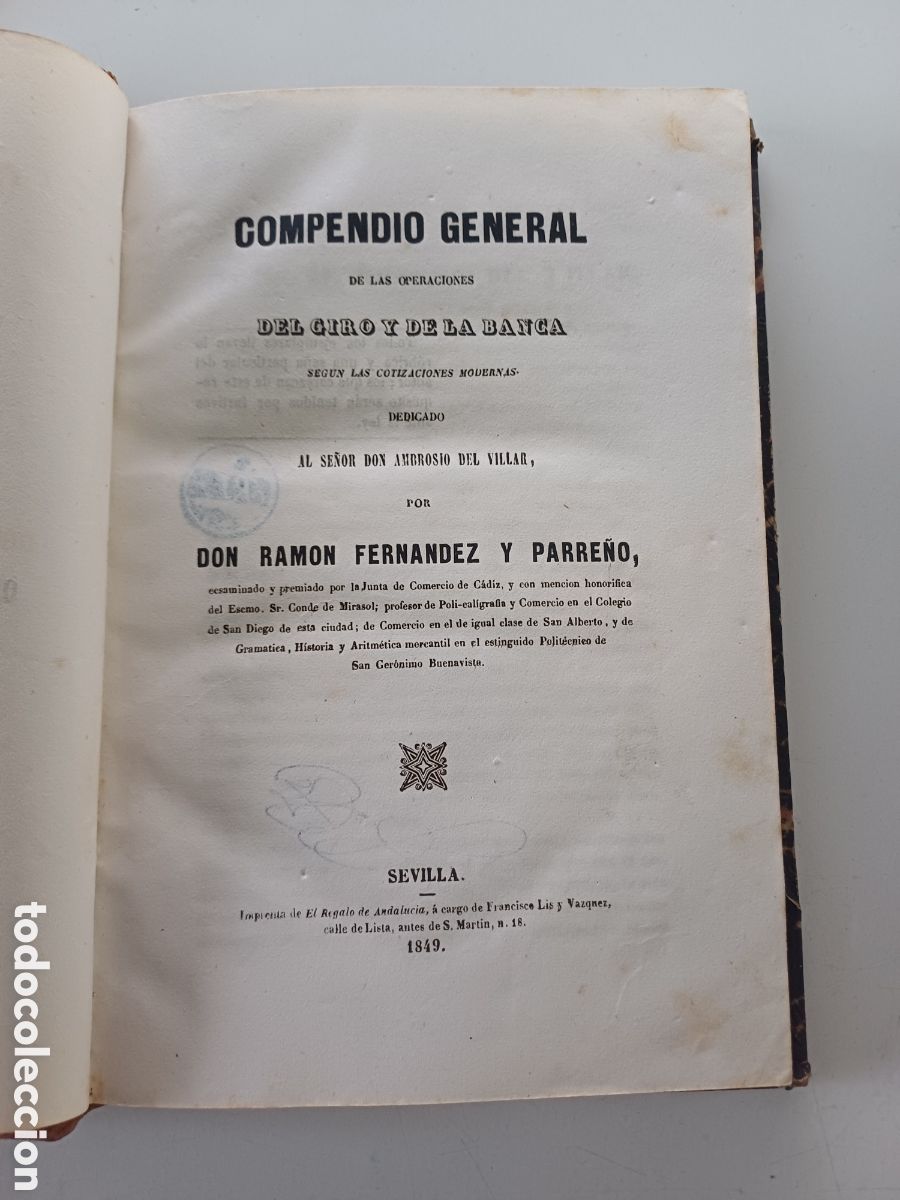 COMPENDIO GENERAL
DE LAS OPERACIONES
DEL GIRO Y DE LA BANCA
SEGUN LAS COTIZACIONES MODERNAS.
DEDICADO
AL SEÑOR DON AMBROSIO DEL VILLAR,
POR
DON RAMON FERNANDEZ Y PARREÑO,
ecsaminado y premiado por la Junta de Comercio de Cádiz, y con mencion honorifica
del Escmo. Sr. Conde de Mirasol; profesor de Poli-caligrafia y Comercio en el Colegio
de San Diego de esta ciudad; de Comercio en el de igual clase de San Alberto, y de
Gramatica, Historia y Aritmética mercantil en el estinguido Politécnico de
San Gerónimo Buenavista.
SEVILLA.
Imprenta de El Regalo de Andalucia, á cargo de Francisco Lis y Vazquez,
calle de Lista, antes de S. Martin, n. 18.
1849.
todocoleccion